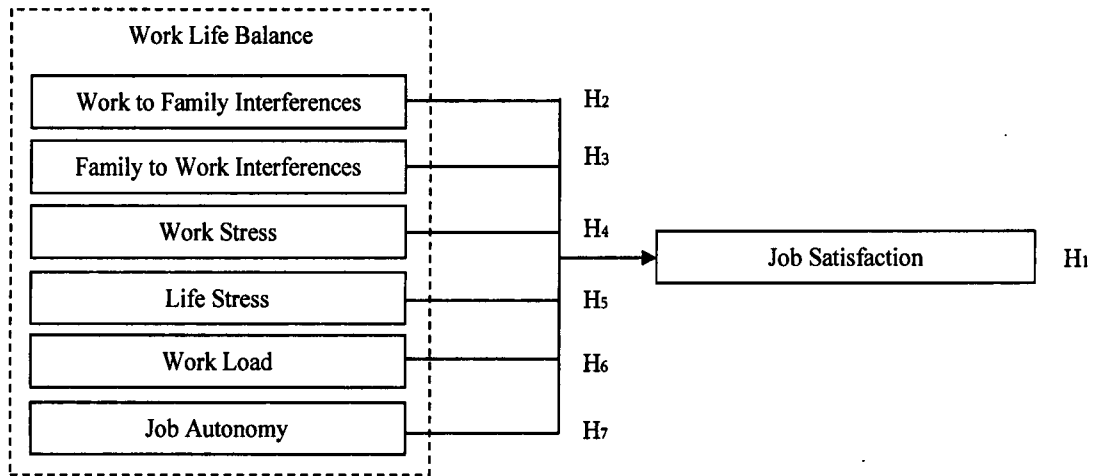 Work Life Balance
Work to Family Interferences
H2
Family to Work Interferences
H3
Work Stress
H4
Job Satisfaction
H1
Life Stress
H5
Work Load
H6
Job Autonomy
H7